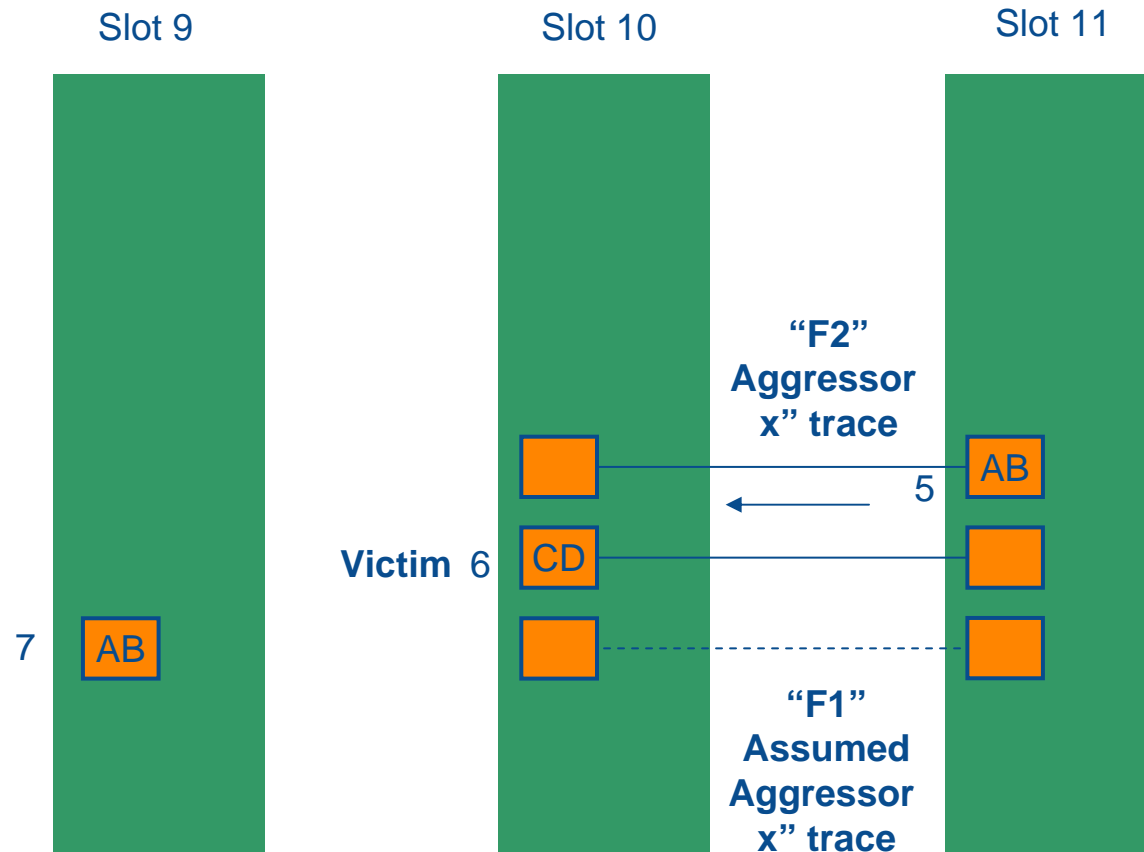 Slot 9
Slot 10
Slot 11
“F2”
Aggressor
x” trace
AB
5
Victim 6
CD
7
AB
“F1”
Assumed
Aggressor
x” trace